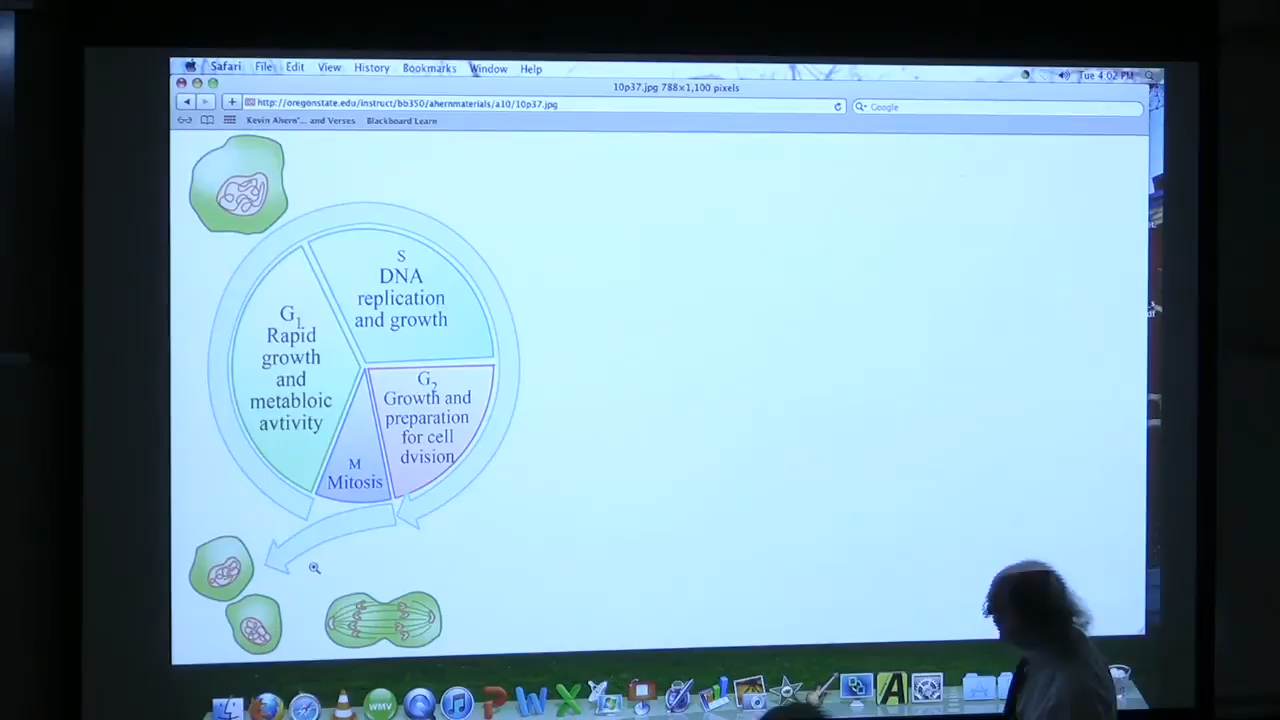 Safari File Edit View History Bookmarks Window Help
Tue 4:02 PM
10p37.jpg 788×1,100 pixels
http://oregonstate.edu/instruct/bb350/ahernmaterials/a10/10p37.jpg
Google
Kevin Ahern'... and Verses Blackboard Learn
S
DNA
replication
and growth
G1
Rapid
growth
and
metabloic
avtivity
G2
Growth and
preparation
for cell
dvision
M
Mitosis
WMV